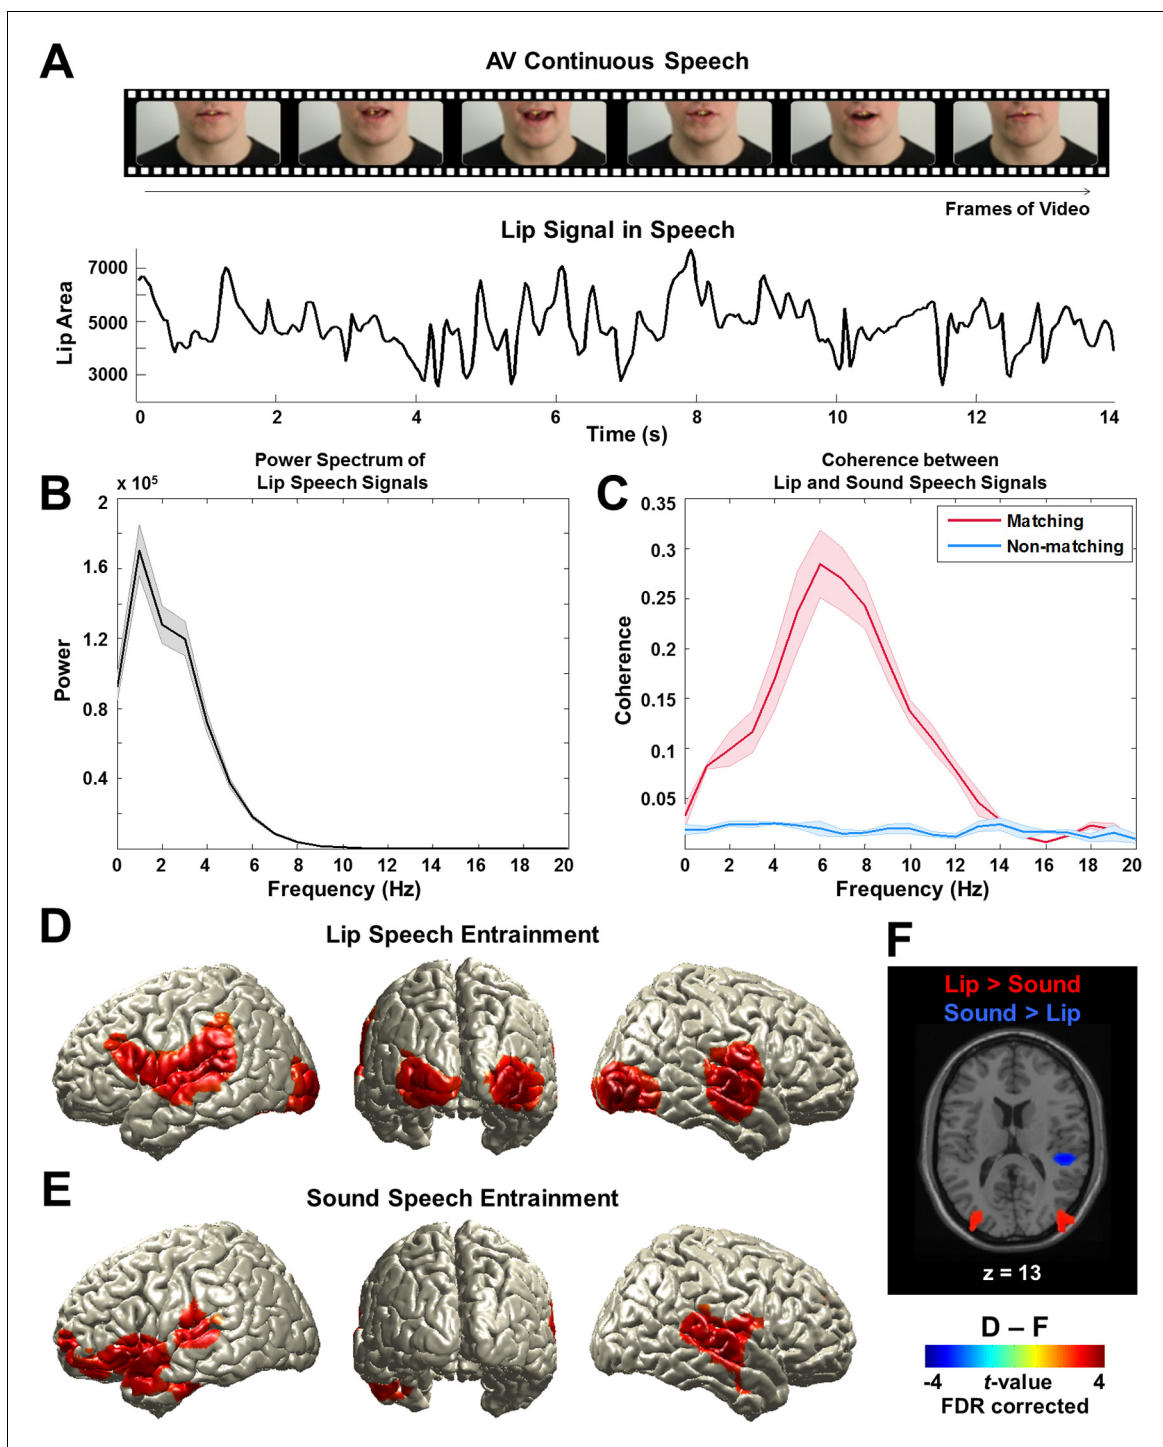 A
AV Continuous Speech
Frames of Video
Lip Signal in Speech
Lip Area
7000
5000
3000
0 2 4 6 8 10 12 14
Time (s)
B
Power Spectrum of
Lip Speech Signals
x 10⁵
Power
2
1.6
1.2
0.8
0.4
0 2 4 6 8 10 12 14 16 18 20
Frequency (Hz)
C
Coherence between
Lip and Sound Speech Signals
Matching
Non-matching
Coherence
0.35
0.3
0.25
0.2
0.15
0.1
0.05
0 2 4 6 8 10 12 14 16 18 20
Frequency (Hz)
D
Lip Speech Entrainment
E
Sound Speech Entrainment
F
Lip > Sound
Sound > Lip
z = 13
D – F
-4 t-value 4
FDR corrected